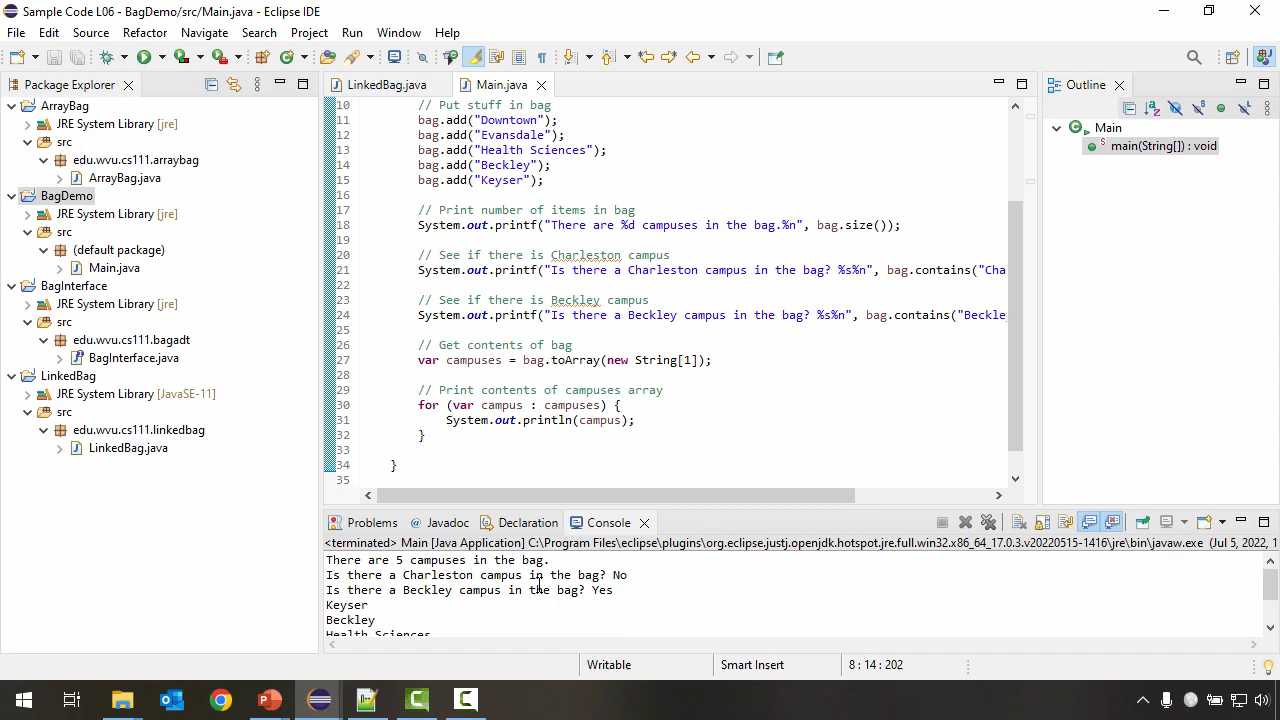 Sample Code L06 - BagDemo/src/Main.java - Eclipse IDE
File Edit Source Refactor Navigate Search Project Run Window Help
Package Explorer
ArrayBag
JRE System Library [jre]
src
edu.wvu.cs111.arraybag
ArrayBag.java
BagDemo
JRE System Library [jre]
src
(default package)
Main.java
BagInterface
JRE System Library [jre]
src
edu.wvu.cs111.bagadt
BagInterface.java
LinkedBag
JRE System Library [JavaSE-11]
src
edu.wvu.cs111.linkedbag
LinkedBag.java
LinkedBag.java Main.java
10 // Put stuff in bag
11 bag.add("Downtown");
12 bag.add("Evansdale");
13 bag.add("Health Sciences");
14 bag.add("Beckley");
15 bag.add("Keyser");
16
17 // Print number of items in bag
18 System.out.printf("There are %d campuses in the bag.%n", bag.size());
19
20 // See if there is Charleston campus
21 System.out.printf("Is there a Charleston campus in the bag? %s%n", bag.contains("Cha
22
23 // See if there is Beckley campus
24 System.out.printf("Is there a Beckley campus in the bag? %s%n", bag.contains("Beckle
25
26 // Get contents of bag
27 var campuses = bag.toArray(new String[1]);
28
29 // Print contents of campuses array
30 for (var campus : campuses) {
31 System.out.println(campus);
32 }
33
34 }
35
Outline
Main
main(String[]) : void
Problems Javadoc Declaration Console
<terminated> Main [Java Application] C:\Program Files\eclipse\plugins\org.eclipse.justj.openjdk.hotspot.jre.full.win32.x86_64_17.0.3.v20220515-1416\jre\bin\javaw.exe (Jul 5, 2022, 1
There are 5 campuses in the bag.
Is there a Charleston campus in the bag? No
Is there a Beckley campus in the bag? Yes
Keyser
Beckley
Health Sciences
Writable Smart Insert 8 : 14 : 202